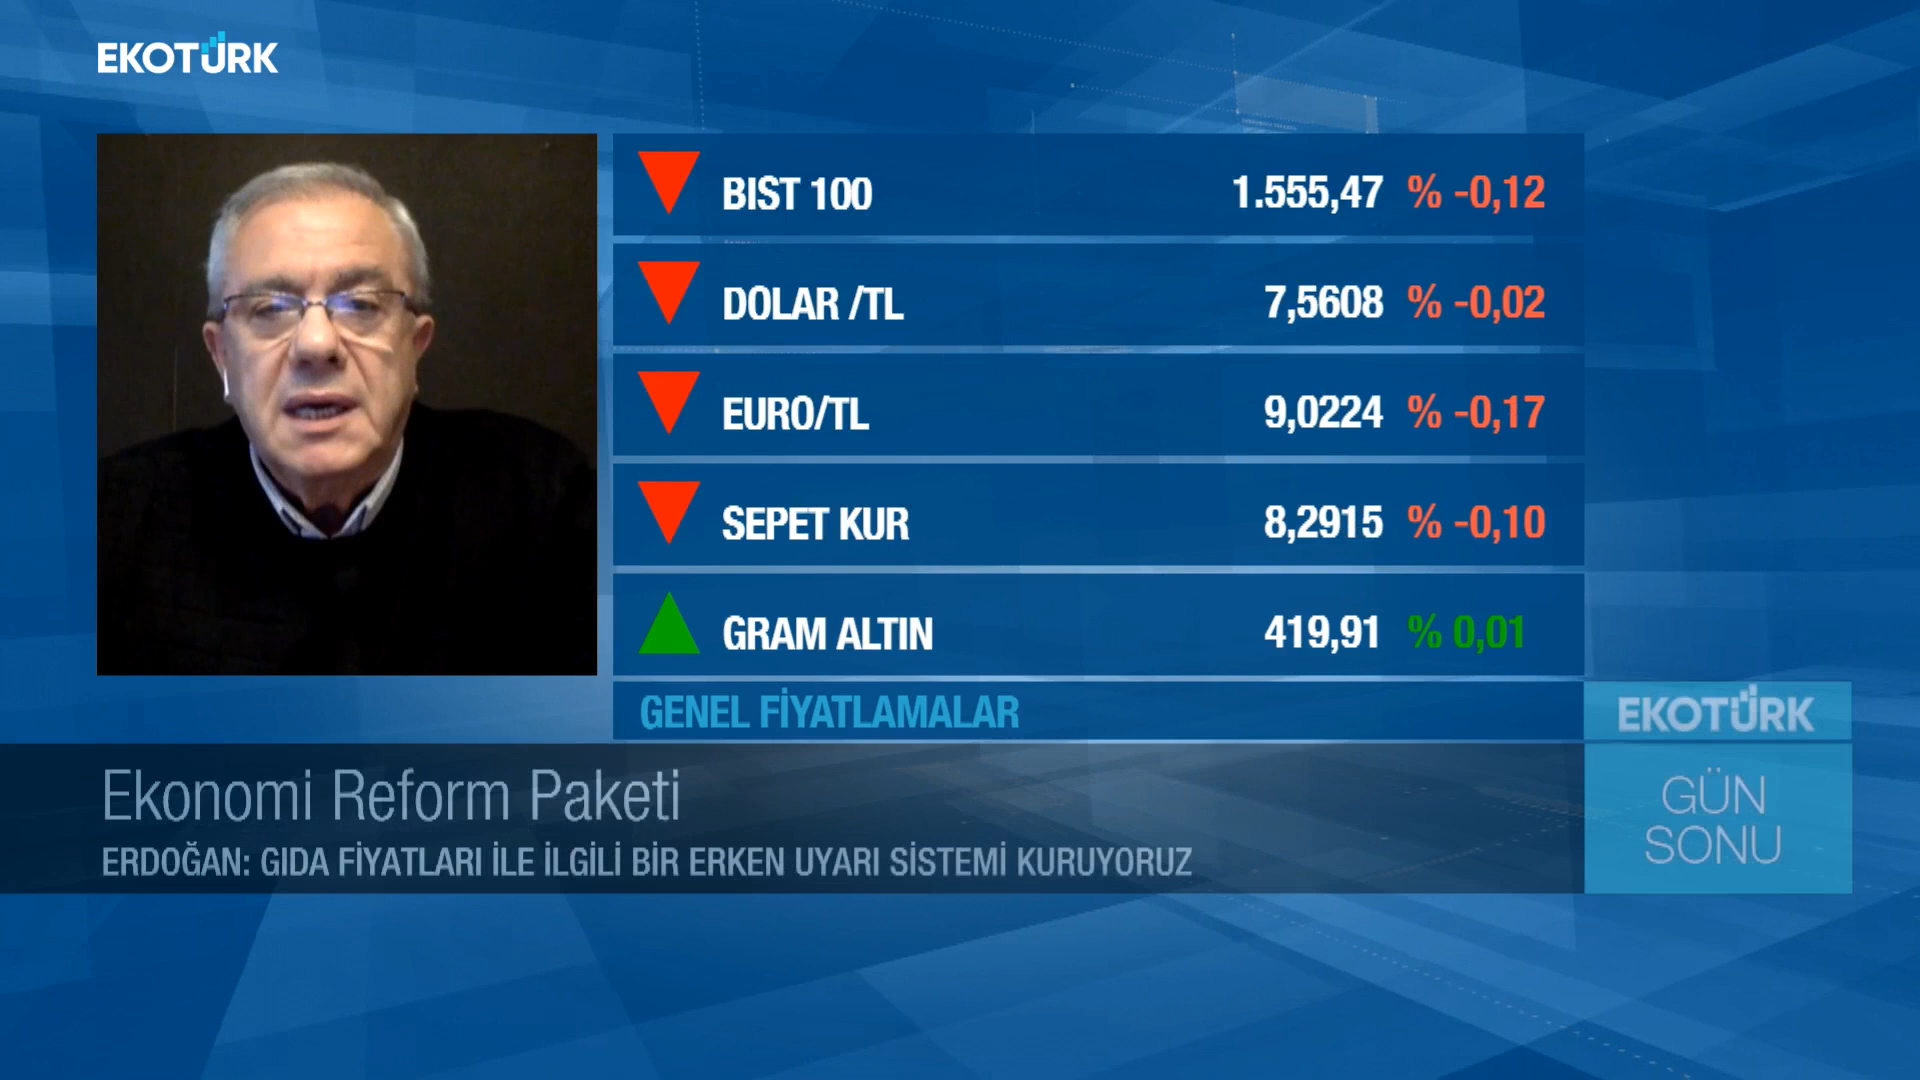 EKOTÜRK
BIST 100 1.555,47 % -0,12
DOLAR /TL 7,5608 % -0,02
EURO/TL 9,0224 % -0,17
SEPET KUR 8,2915 % -0,10
GRAM ALTIN 419,91 % 0,01
GENEL FİYATLAMALAR
EKOTÜRK
Ekonomi Reform Paketi
ERDOĞAN: GIDA FİYATLARI İLE İLGİLİ BİR ERKEN UYARI SİSTEMİ KURUYORUZ
GÜN
SONU